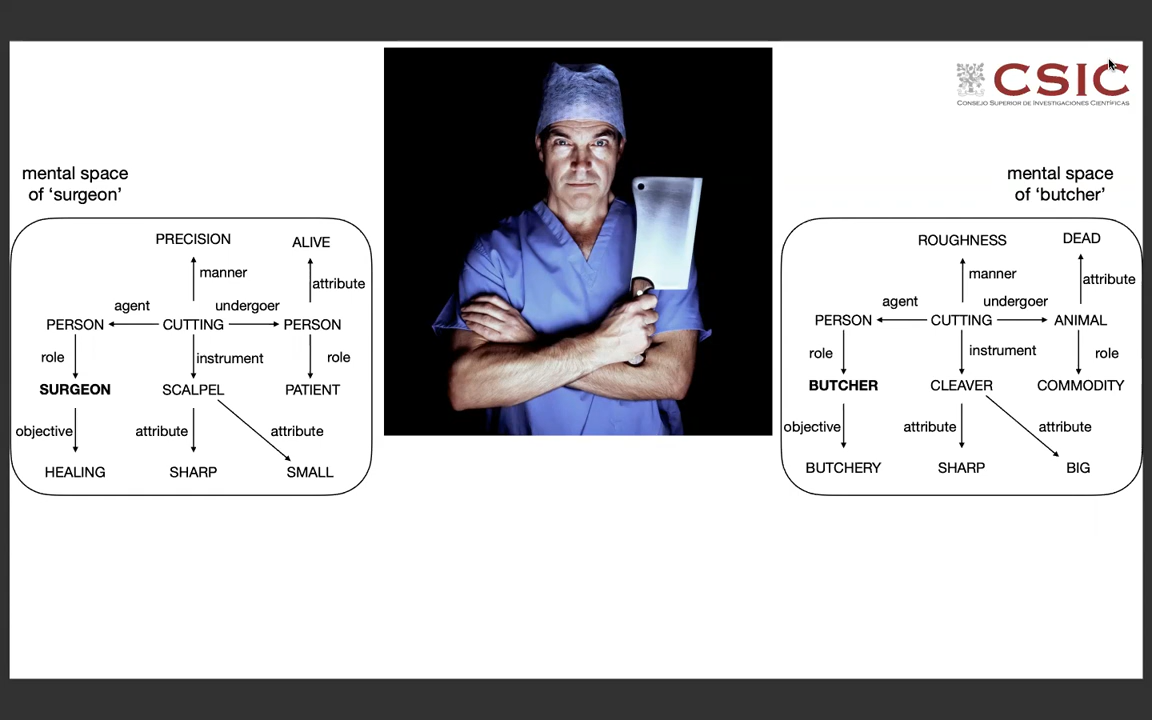 CSIC
CONSEJO SUPERIOR DE INVESTIGACIONES CIENTÍFICAS
mental space
of ‘surgeon’
PRECISION
ALIVE
manner
attribute
agent
undergoer
PERSON
CUTTING
PERSON
role
instrument
role
SURGEON
SCALPEL
PATIENT
objective
attribute
attribute
HEALING
SHARP
SMALL
mental space
of ‘butcher’
ROUGHNESS
DEAD
manner
attribute
agent
undergoer
PERSON
CUTTING
ANIMAL
role
instrument
role
BUTCHER
CLEAVER
COMMODITY
objective
attribute
attribute
BUTCHERY
SHARP
BIG